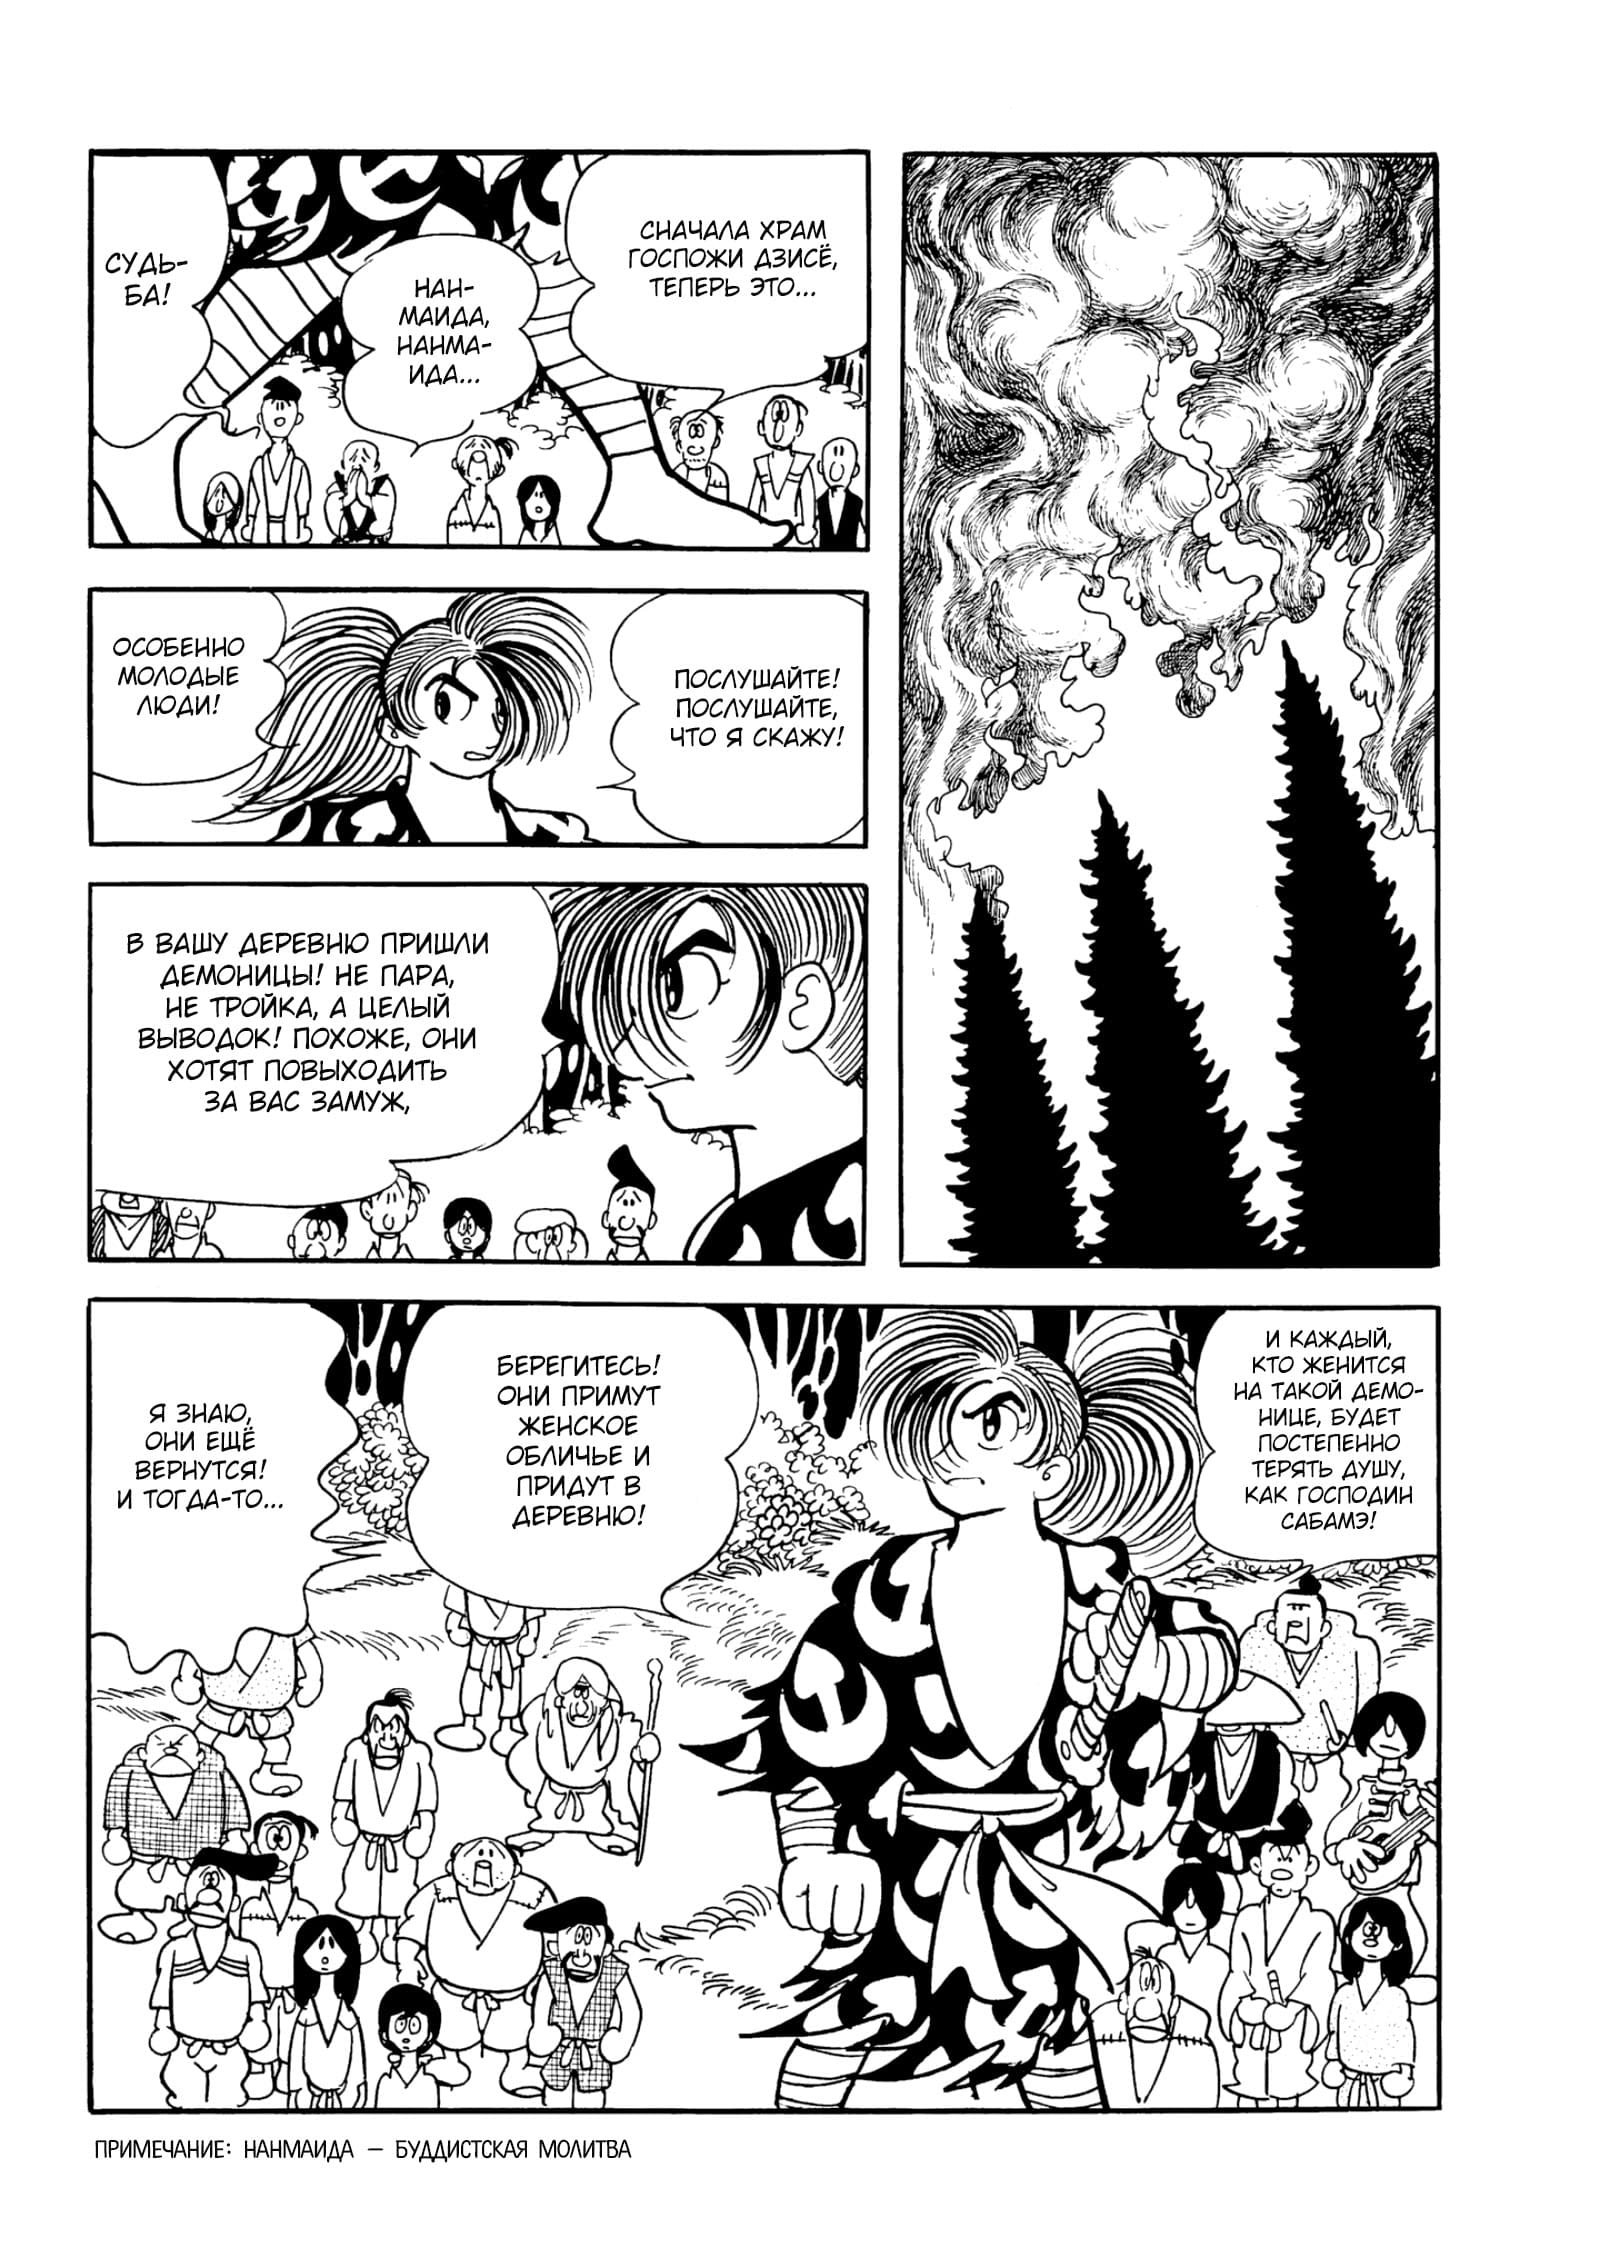 СНАЧАЛА ХРАМ
ГОСПОЖИ ДЗИСЁ,
ТЕПЕРЬ ЭТО...
НАН-
МАИДА,
НАНМА-
ИДА...
СУДЬ-
БА!
ПОСЛУШАЙТЕ!
ПОСЛУШАЙТЕ,
ЧТО Я СКАЖУ!
ОСОБЕННО
МОЛОДЫЕ
ЛЮДИ!
В ВАШУ ДЕРЕВНЮ ПРИШЛИ
ДЕМОНИЦЫ! НЕ ПАРА,
НЕ ТРОЙКА, А ЦЕЛЫЙ
ВЫВОДОК! ПОХОЖЕ, ОНИ
ХОТЯТ ПОВЫХОДИТЬ
ЗА ВАС ЗАМУЖ,
И КАЖДЫЙ,
КТО ЖЕНИТСЯ
НА ТАКОЙ ДЕМО-
НИЦЕ, БУДЕТ
ПОСТЕПЕННО
ТЕРЯТЬ ДУШУ,
КАК ГОСПОДИН
САБАМЭ!
БЕРЕГИТЕСЬ!
ОНИ ПРИМУТ
ЖЕНСКОЕ
ОБЛИЧЬЕ И
ПРИДУТ В
ДЕРЕВНЮ!
Я ЗНАЮ,
ОНИ ЕЩЁ
ВЕРНУТСЯ!
И ТОГДА-ТО...
ПРИМЕЧАНИЕ: НАНМАИДА – БУДДИСТСКАЯ МОЛИТВА